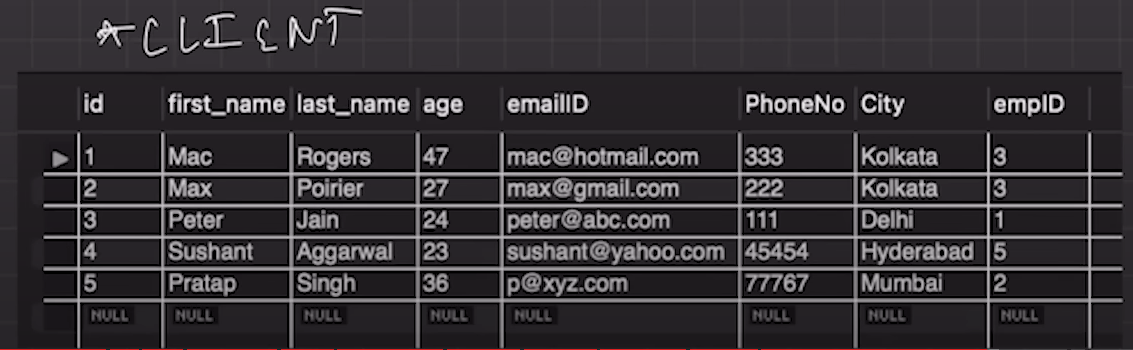 *CLIENT
id first_name last_name age emailID PhoneNo City empID
1 Mac Rogers 47 mac@hotmail.com 333 Kolkata 3
2 Max Poirier 27 max@gmail.com 222 Kolkata 3
3 Peter Jain 24 peter@abc.com 111 Delhi 1
4 Sushant Aggarwal 23 sushant@yahoo.com 45454 Hyderabad 5
5 Pratap Singh 36 p@xyz.com 77767 Mumbai 2
NULL NULL NULL NULL NULL NULL NULL NULL